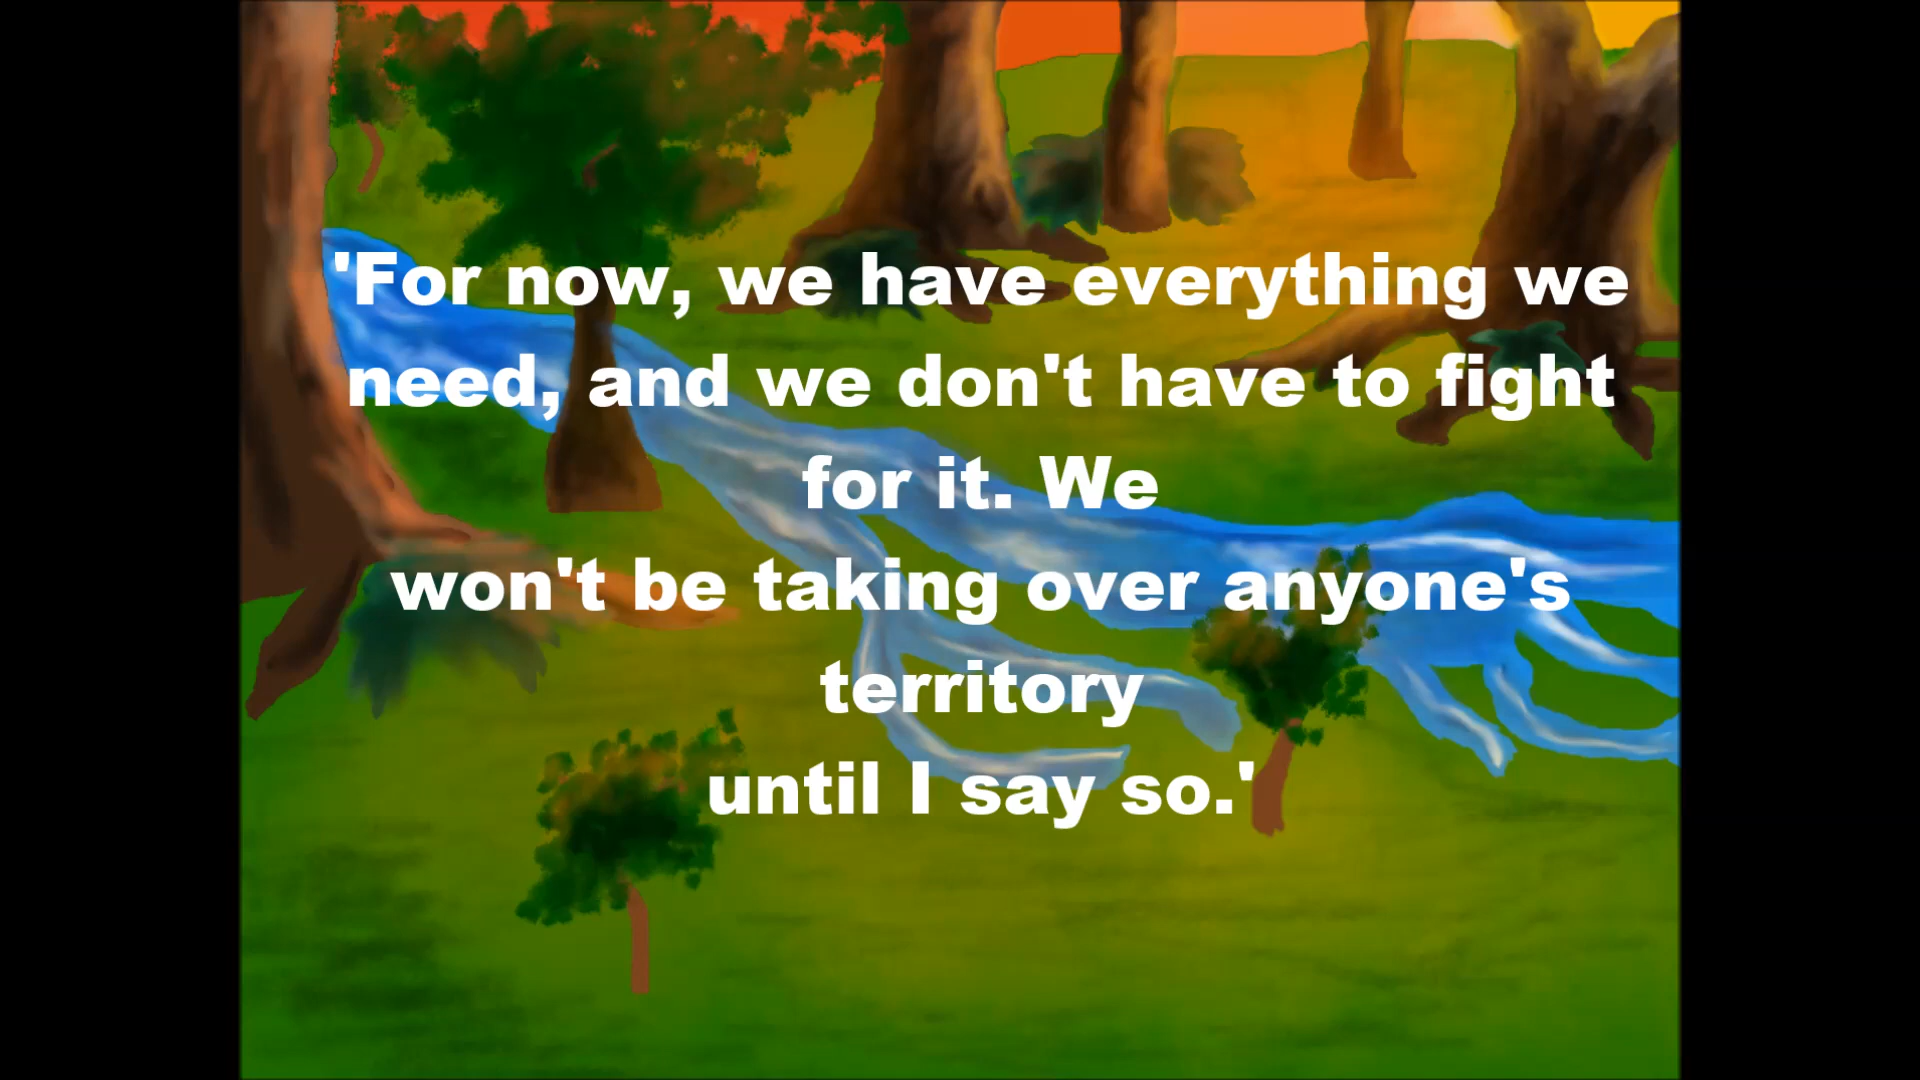 'For now, we have everything we
need, and we don't have to fight
for it. We
won't be taking over anyone's
territory
until I say so.'